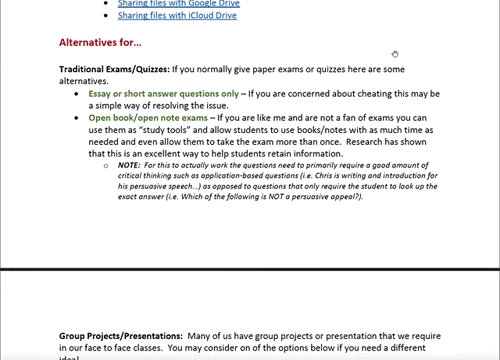 Sharing files with Google Drive
Sharing files with iCloud Drive
Alternatives for...
Traditional Exams/Quizzes: If you normally give paper exams or quizzes here are some
alternatives.
Essay or short answer questions only – If you are concerned about cheating this may be
a simple way of resolving the issue.
Open book/open note exams – If you are like me and are not a fan of exams you can
use them as “study tools” and allow students to use books/notes with as much time as
needed and even allow them to take the exam more than once. Research has shown
that this is an excellent way to help students retain information.
NOTE: For this to actually work the questions need to primarily require a good amount of
critical thinking such as application-based questions (i.e. Chris is writing and introduction for
his persuasive speech...) as opposed to questions that only require the student to look up the
exact answer (i.e. Which of the following is NOT a persuasive appeal?).
Group Projects/Presentations: Many of us have group projects or presentation that we require
in our face to face classes. You may consider on of the options below if you need a different
idea!